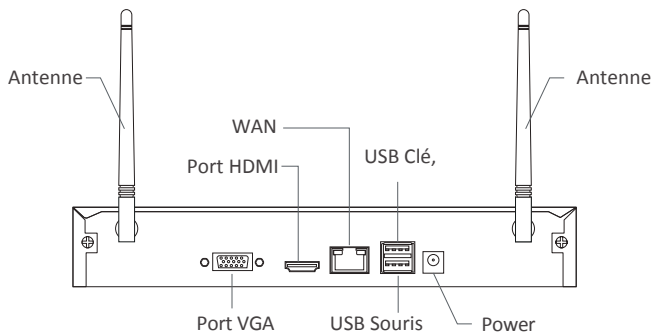 Antenne
Antenne
WAN
USB Clé,
Port HDMI
Port VGA
USB Souris
Power